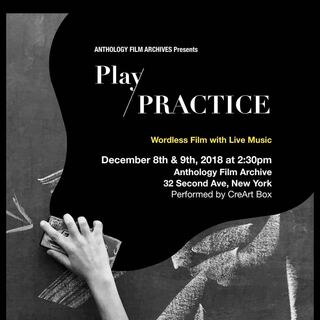 ANTHOLOGY FILM ARCHIVES Presents
Play/
PRACTICE
Wordless Film with Live Music
December 8th & 9th, 2018 at 2:30pm
Anthology Film Archive
32 Second Ave, New York
Performed by CreArt Box